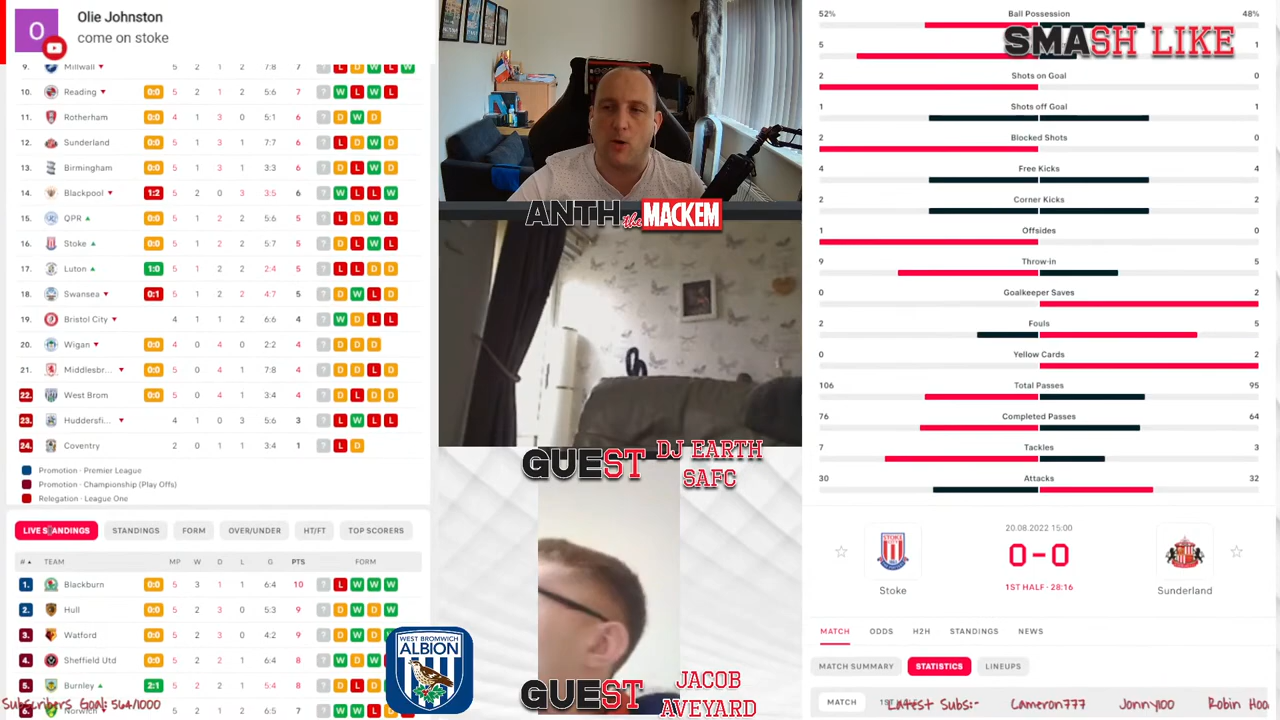 O
Olie Johnston
come on stoke
9. Millwall 5 2 1 2 7:8 7 ? L D W L W
10. Reading 0:0 5 2 1 2 5:6 7 ? W L W L
11. Rotherham 0:0 4 1 3 0 5:1 6 ? D W D
12. Sunderland 0:0 5 1 3 1 7:7 6 ? L D W D
13. Birmingham 0:0 5 1 3 1 3:3 6 ? D L W D
14. Blackpool 1:2 5 2 0 3 3:5 6 ? W L L W
15. QPR 0:0 5 1 2 2 5:6 5 ? L D W L
16. Stoke 0:0 5 1 2 2 5:7 5 ? D L W L
17. Luton 1:0 5 1 2 2 2:4 5 ? L L D D
18. Swansea 0:1 5 1 2 2 4:7 5 ? D W L D
19. Bristol City 4 1 1 2 6:6 4 ? W D L L
20. Wigan 0:0 4 0 4 0 2:2 4 ? D D D
21. Middlesbr... 0:0 5 0 4 1 7:8 4 ? D D L D
22. West Brom 0:0 5 0 4 1 3:4 4 ? D L D D
23. Huddersfi... 4 1 0 3 5:6 3 ? L W L L
24. Coventry 2 0 1 1 3:4 1 ? L D
Promotion - Premier League
Promotion - Championship (Play Offs)
Relegation - League One
LIVE STANDINGS STANDINGS FORM OVER/UNDER HT/FT TOP SCORERS
# TEAM MP W D L G PTS FORM
1. Blackburn 0:0 5 3 1 1 6:4 10 ? L W W W
2. Hull 0:0 5 2 3 0 5:3 9 ? D W D W
3. Watford 0:0 5 2 3 0 4:2 9 ? D W D W
4. Sheffield Utd 0:0 5 2 2 1 6:4 8 ? W D W L
5. Burnley 2:1 5 2 2 1 5:4 8 ? D L D W
6. Norwich 5 2 1 2 6:5 7 ? W W L
Subscribers Goal: 564/1000
ANTH the MACKEM
GUEST DJ EARTH
SAFC
WEST BROMWICH
ALBION
GUEST JACOB
AVEYARD
SMASH LIKE
52% Ball Possession 48%
5 1
2 Shots on Goal 0
1 Shots off Goal 1
2 Blocked Shots 0
4 Free Kicks 4
2 Corner Kicks 2
1 Offsides 0
9 Throw-in 5
0 Goalkeeper Saves 2
2 Fouls 5
0 Yellow Cards 2
106 Total Passes 95
76 Completed Passes 64
7 Tackles 3
30 Attacks 32
20.08.2022 15:00
STOKE
0-0
1ST HALF - 28:16
Stoke Sunderland
MATCH ODDS H2H STANDINGS NEWS
MATCH SUMMARY STATISTICS LINEUPS
MATCH 1ST
Latest Subs:- Cameron777 Jonny100 Robin Hoo